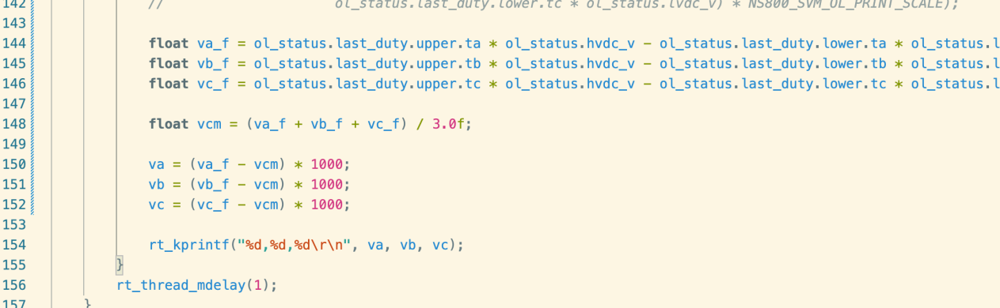 142 // ol_status.last_duty.lower.tc * ol_status.lvdc_v) * NS800_SVM_OL_PRINT_SCALE);
143
144 float va_f = ol_status.last_duty.upper.ta * ol_status.hvdc_v - ol_status.last_duty.lower.ta * ol_status.l
145 float vb_f = ol_status.last_duty.upper.tb * ol_status.hvdc_v - ol_status.last_duty.lower.tb * ol_status.l
146 float vc_f = ol_status.last_duty.upper.tc * ol_status.hvdc_v - ol_status.last_duty.lower.tc * ol_status.l
147
148 float vcm = (va_f + vb_f + vc_f) / 3.0f;
149
150 va = (va_f - vcm) * 1000;
151 vb = (vb_f - vcm) * 1000;
152 vc = (vc_f - vcm) * 1000;
153
154 rt_kprintf("%d,%d,%d\r\n", va, vb, vc);
155 }
156 rt_thread_mdelay(1);
157 }